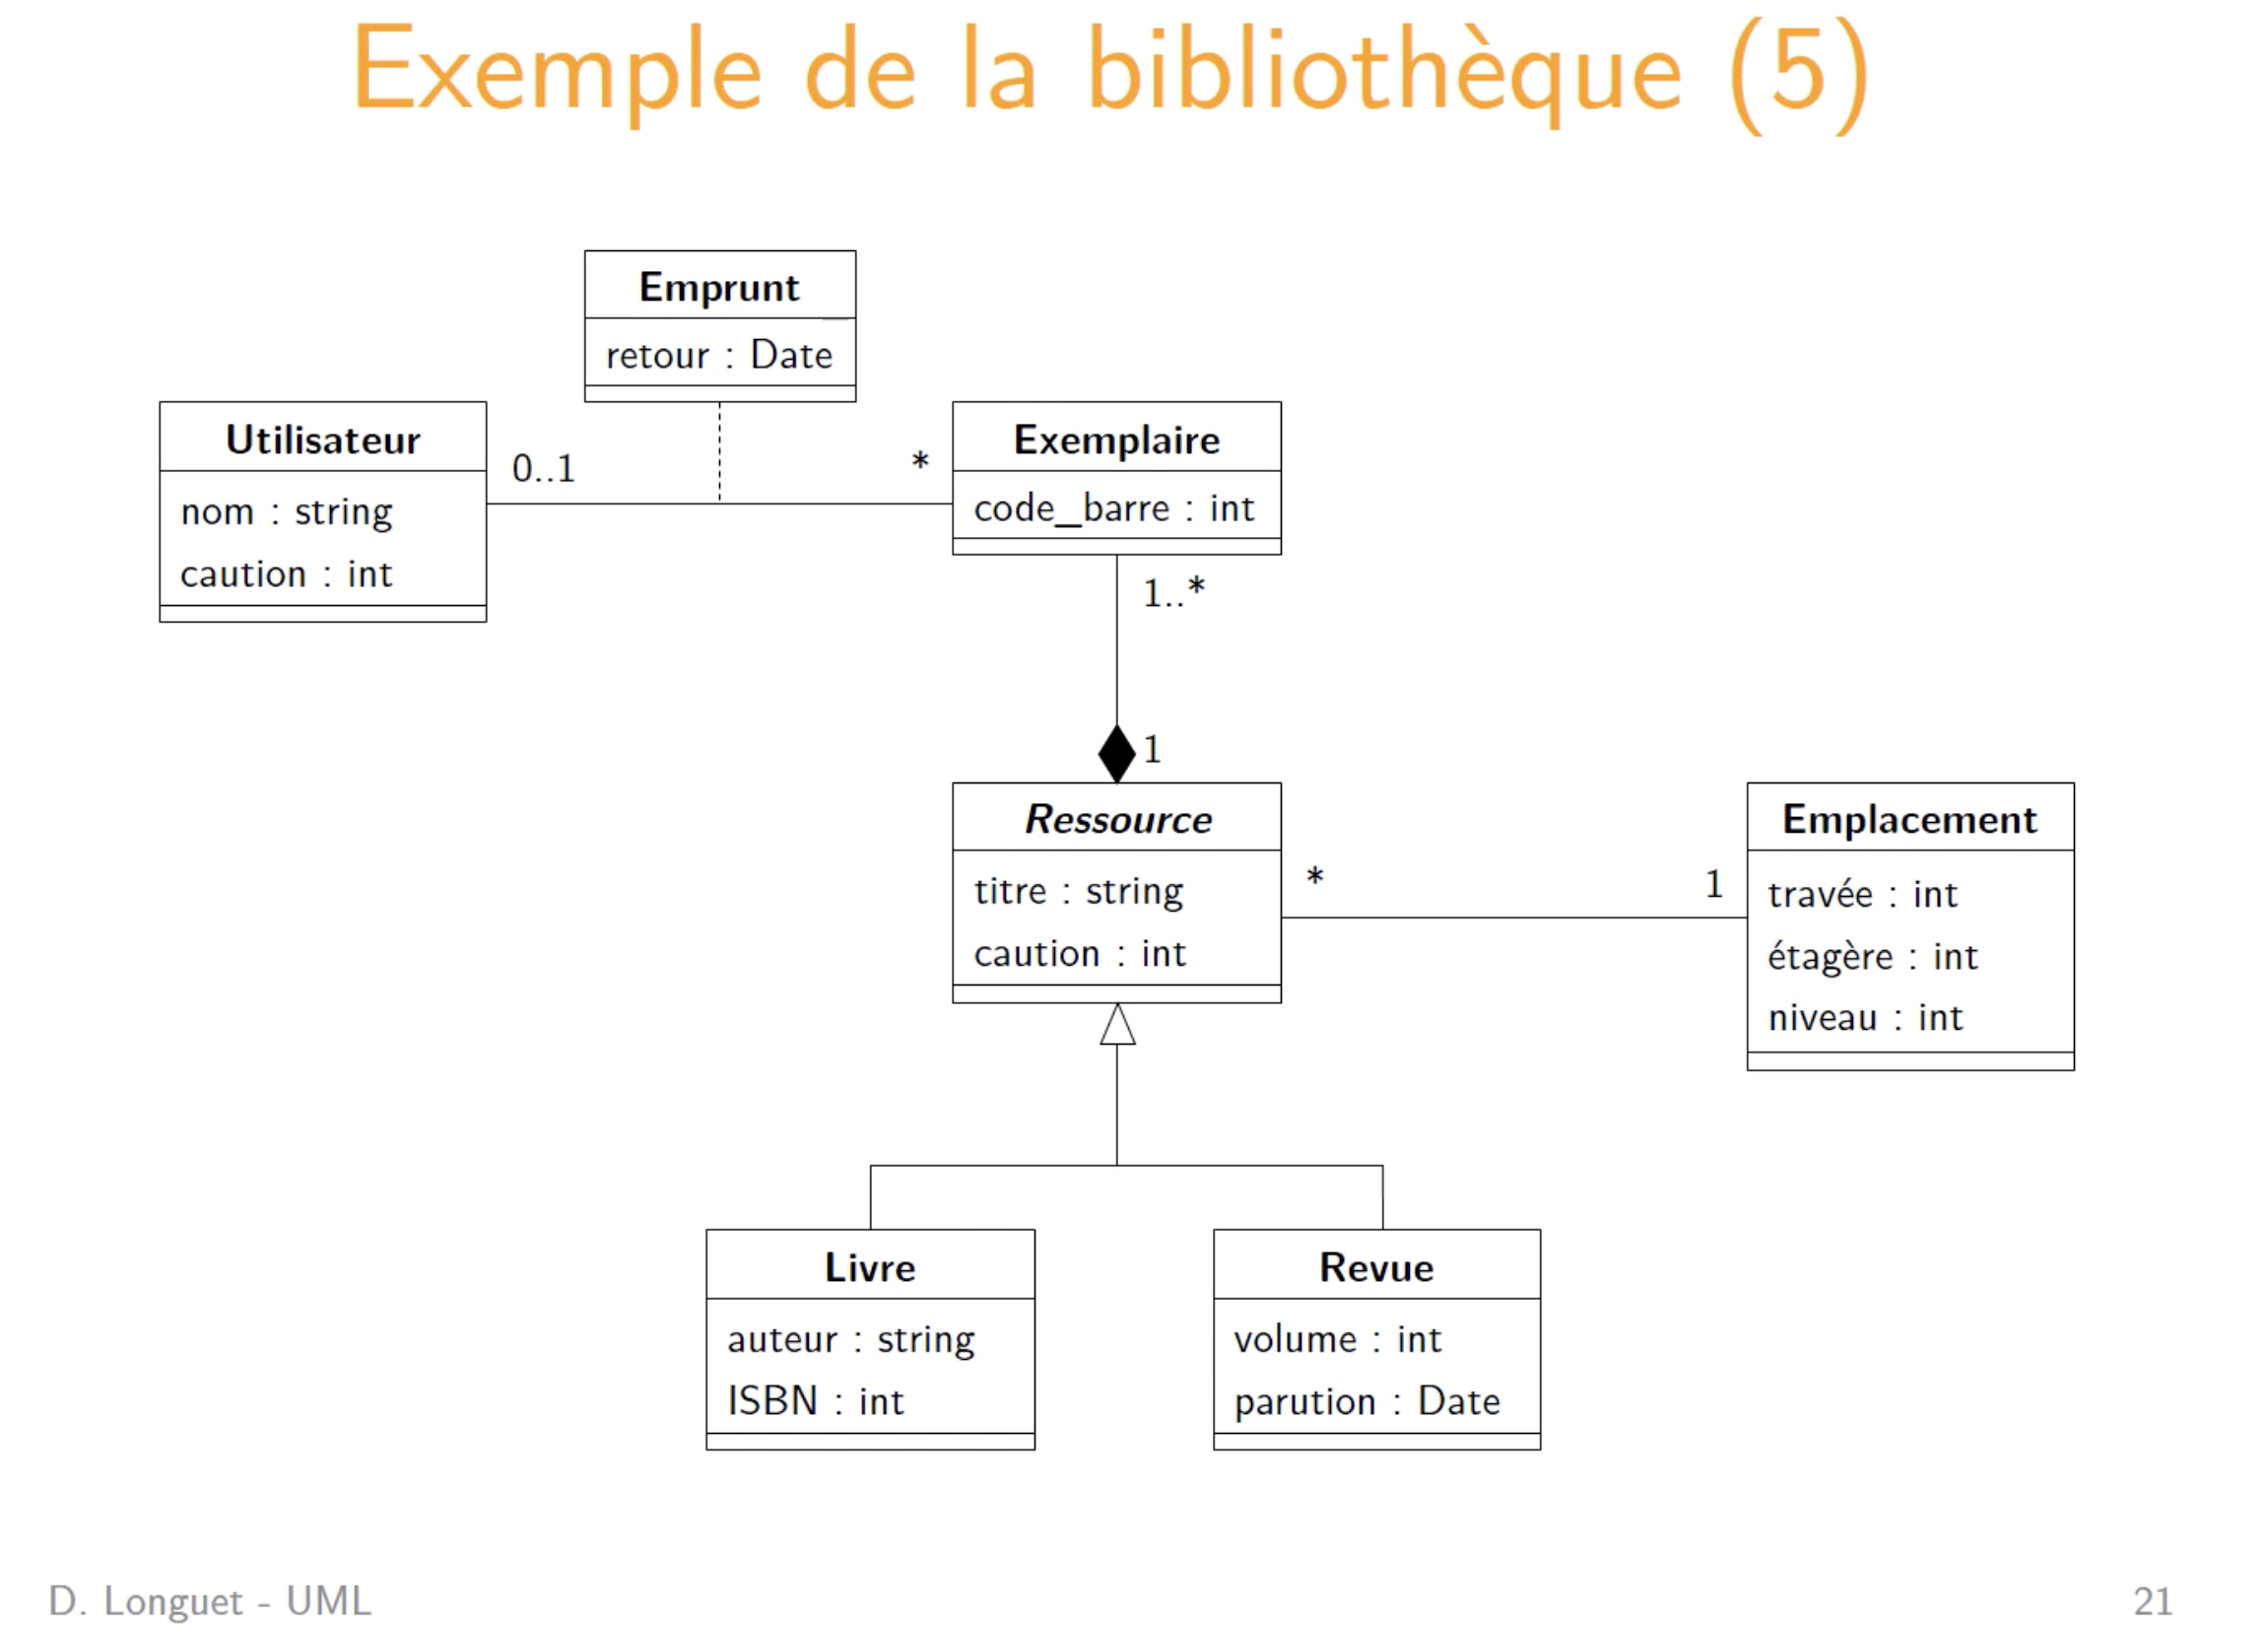 Exemple de la bibliothèque (5)
Emprunt
retour : Date
Utilisateur
nom : string
caution : int
0..1
*
Exemplaire
code_barre : int
1..*
1
Ressource
titre : string
caution : int
*
1
Emplacement
travée : int
étagère : int
niveau : int
Livre
auteur : string
ISBN : int
Revue
volume : int
parution : Date
D. Longuet - UML
21